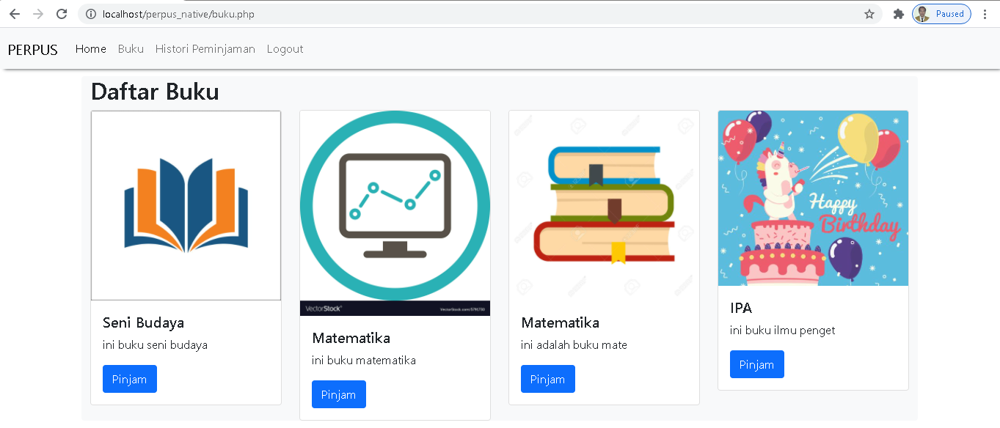 localhost/perpus_native/buku.php
Paused
PERPUS Home Buku Histori Peminjaman Logout
Daftar Buku
Seni Budaya
ini buku seni budaya
Pinjam
VectorStock®
VectorStock.com/5791730
Matematika
ini buku matematika
Pinjam
Matematika
ini adalah buku mate
Pinjam
Happy
Birthday
IPA
ini buku ilmu penget
Pinjam